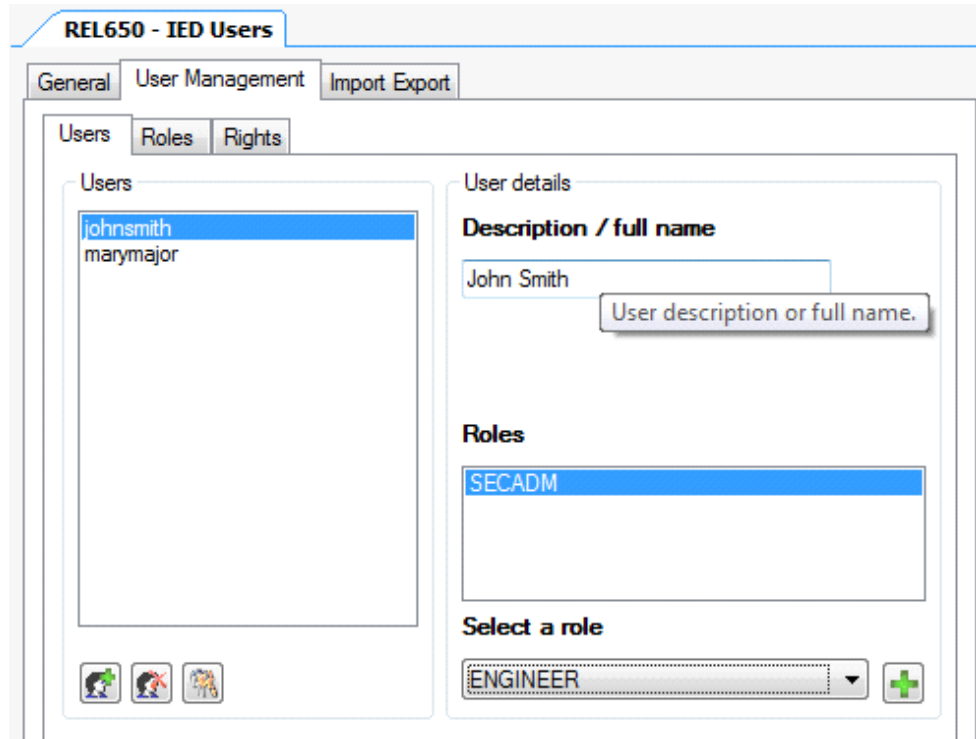 REL650 - IED Users
General User Management Import Export
Users Roles Rights
Users
johnsmith
marymajor
User details
Description / full name
John Smith
User description or full name.
Roles
SECADM
Select a role
ENGINEER